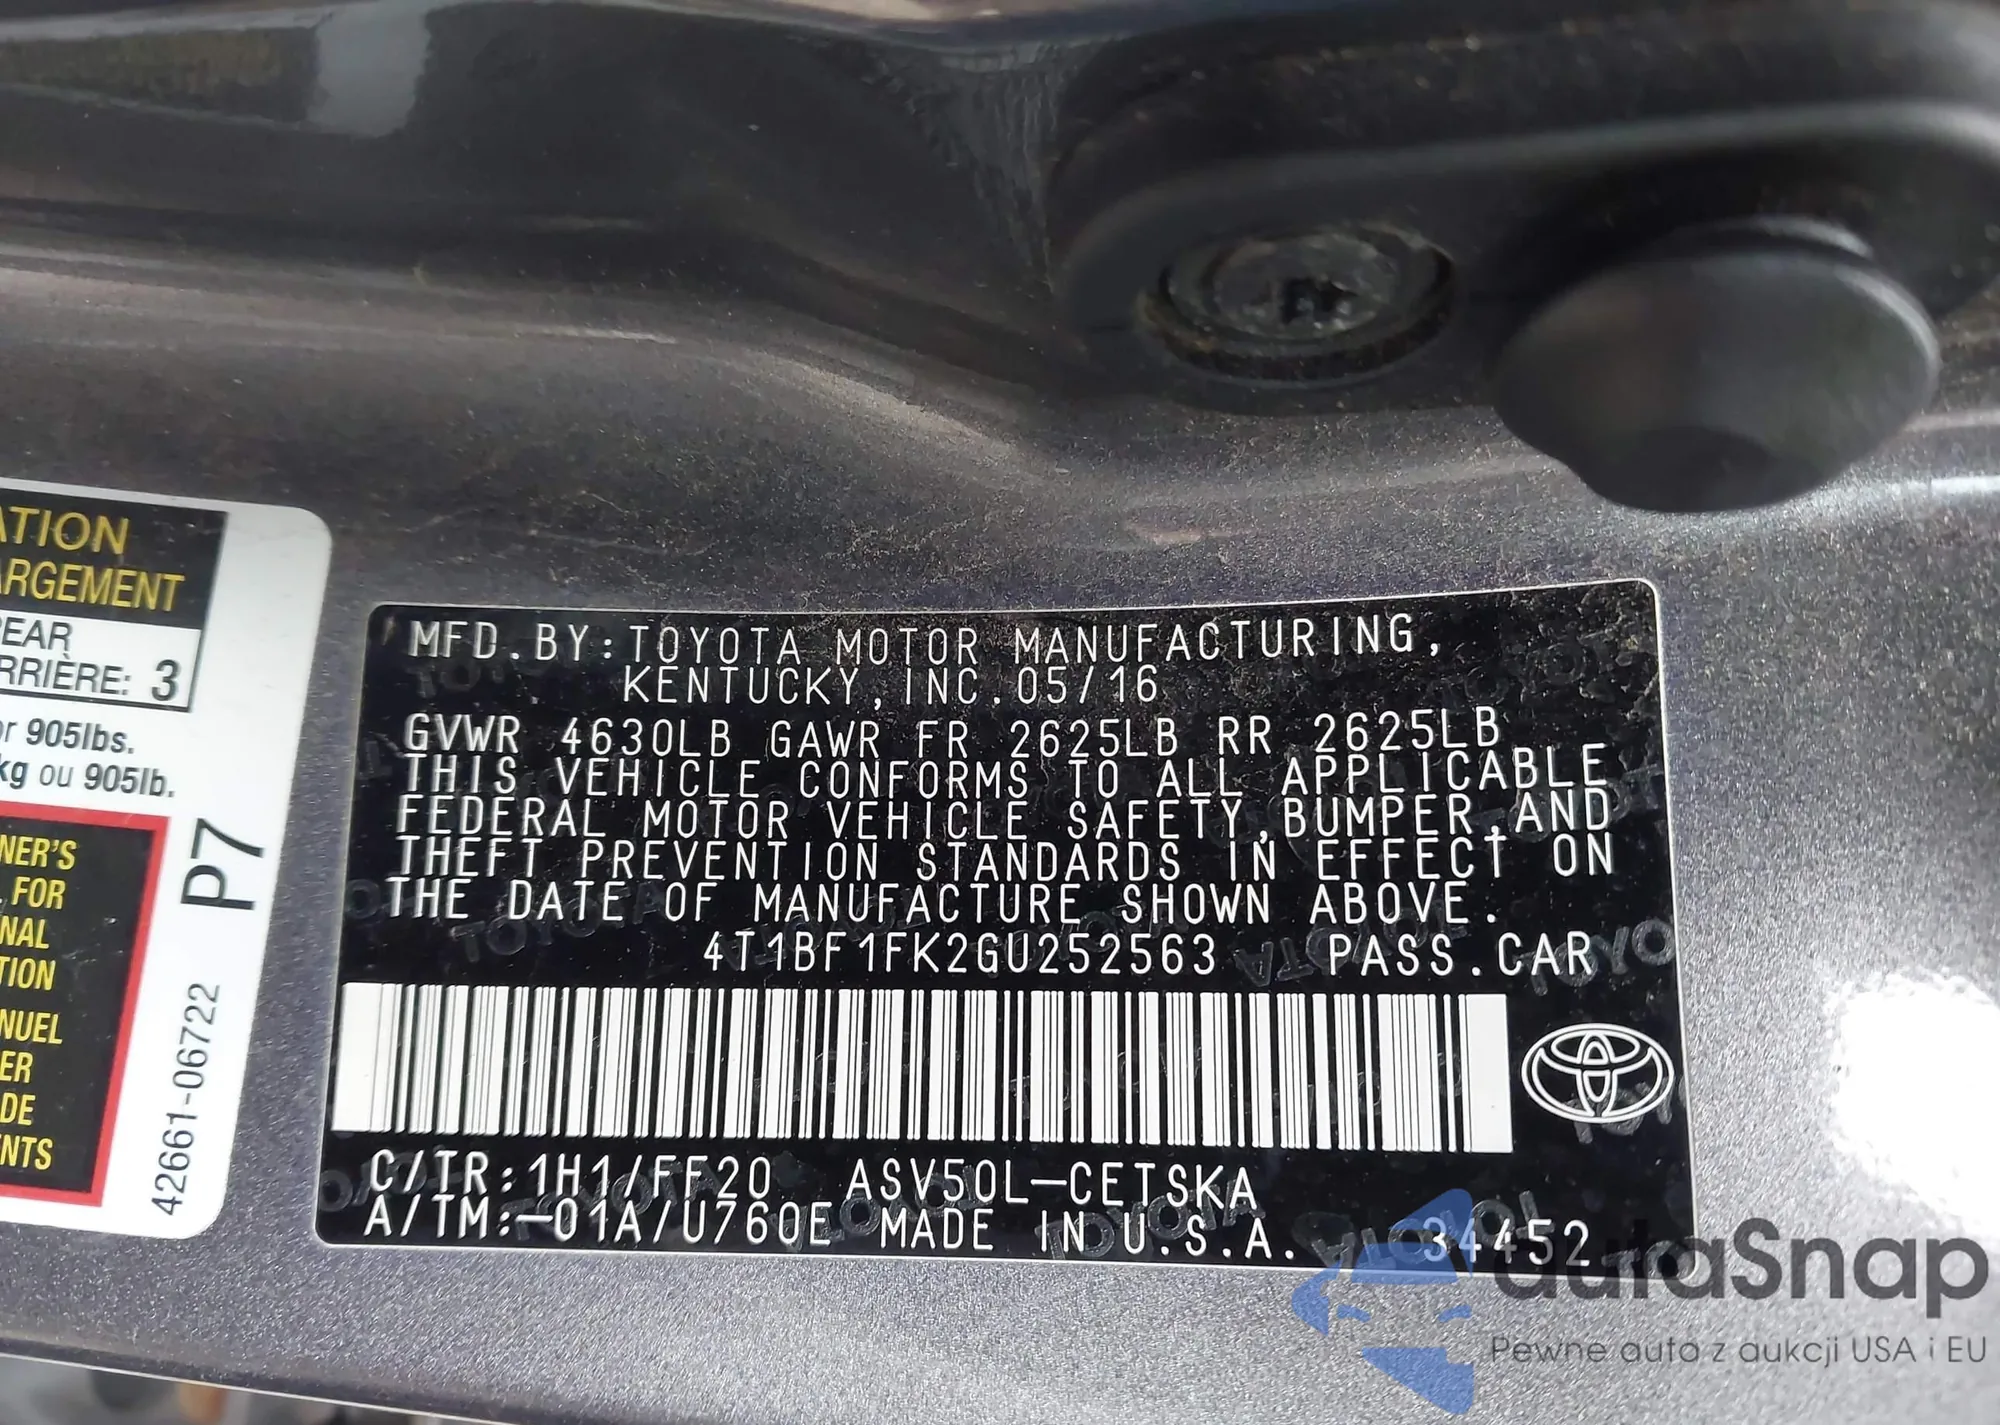 ATION
ARGEMENT
REAR
ARRIÈRE: 3
or 905lbs.
kg ou 905lb.
NER'S
FOR
NAL
TION
NUEL
ER
DE
NTS
P7
42661-06722
MFD.BY:TOYOTA MOTOR MANUFACTURING,
KENTUCKY,INC.05/16
GVWR 4630LB GAWR FR 2625LB RR 2625LB
THIS VEHICLE CONFORMS TO ALL APPLICABLE
FEDERAL MOTOR VEHICLE SAFETY,BUMPER,AND
THEFT PREVENTION STANDARDS IN EFFECT ON
THE DATE OF MANUFACTURE SHOWN ABOVE.
4T1BF1FK2GU252563 PASS.CAR
C/TR:1H1/FF20 ASV50L-CETSKA
A/TM:-01A/U760E MADE IN U.S.A. 34452
autaSnap
Pewne auta z aukcji USA i EU